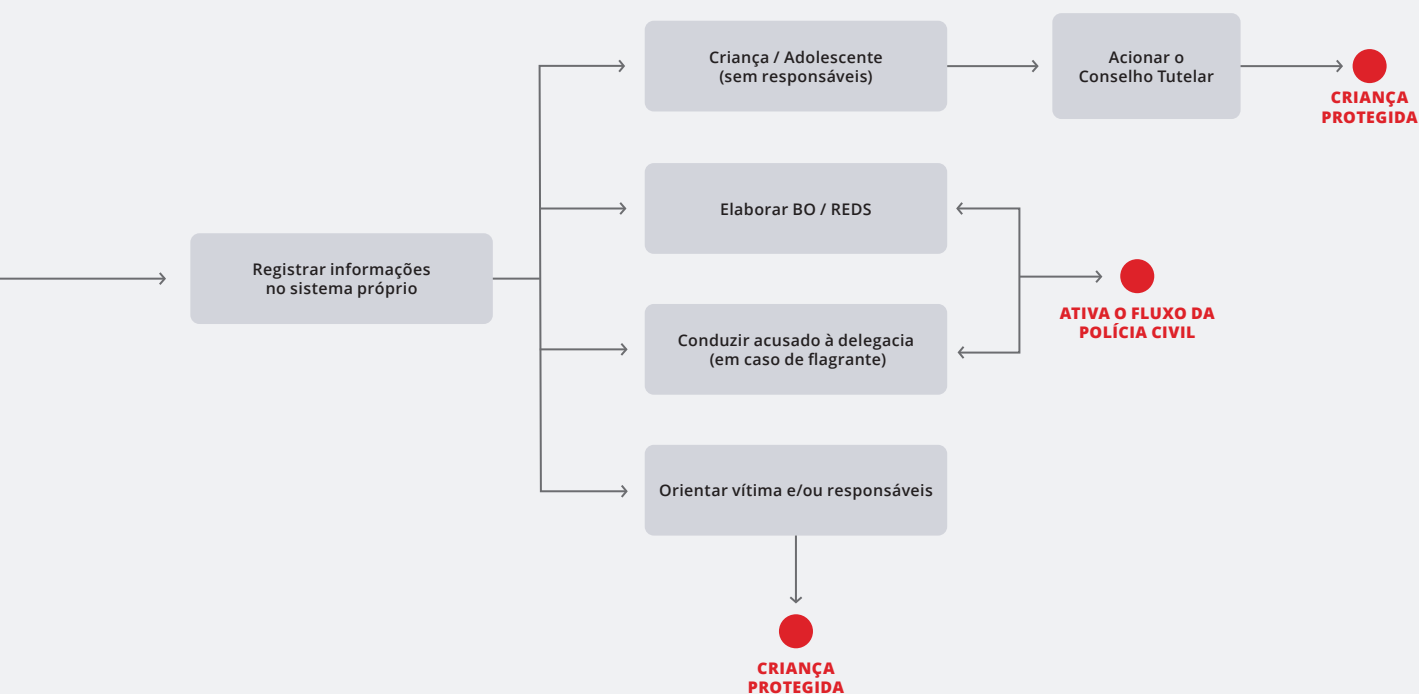 Criança / Adolescente
(sem responsáveis)
Acionar o
Conselho Tutelar
CRIANÇA
PROTEGIDA
Elaborar BO / REDS
Registrar informações
no sistema próprio
ATIVA O FLUXO DA
POLÍCIA CIVIL
Conduzir acusado à delegacia
(em caso de flagrante)
Orientar vítima e/ou responsáveis
CRIANÇA
PROTEGIDA